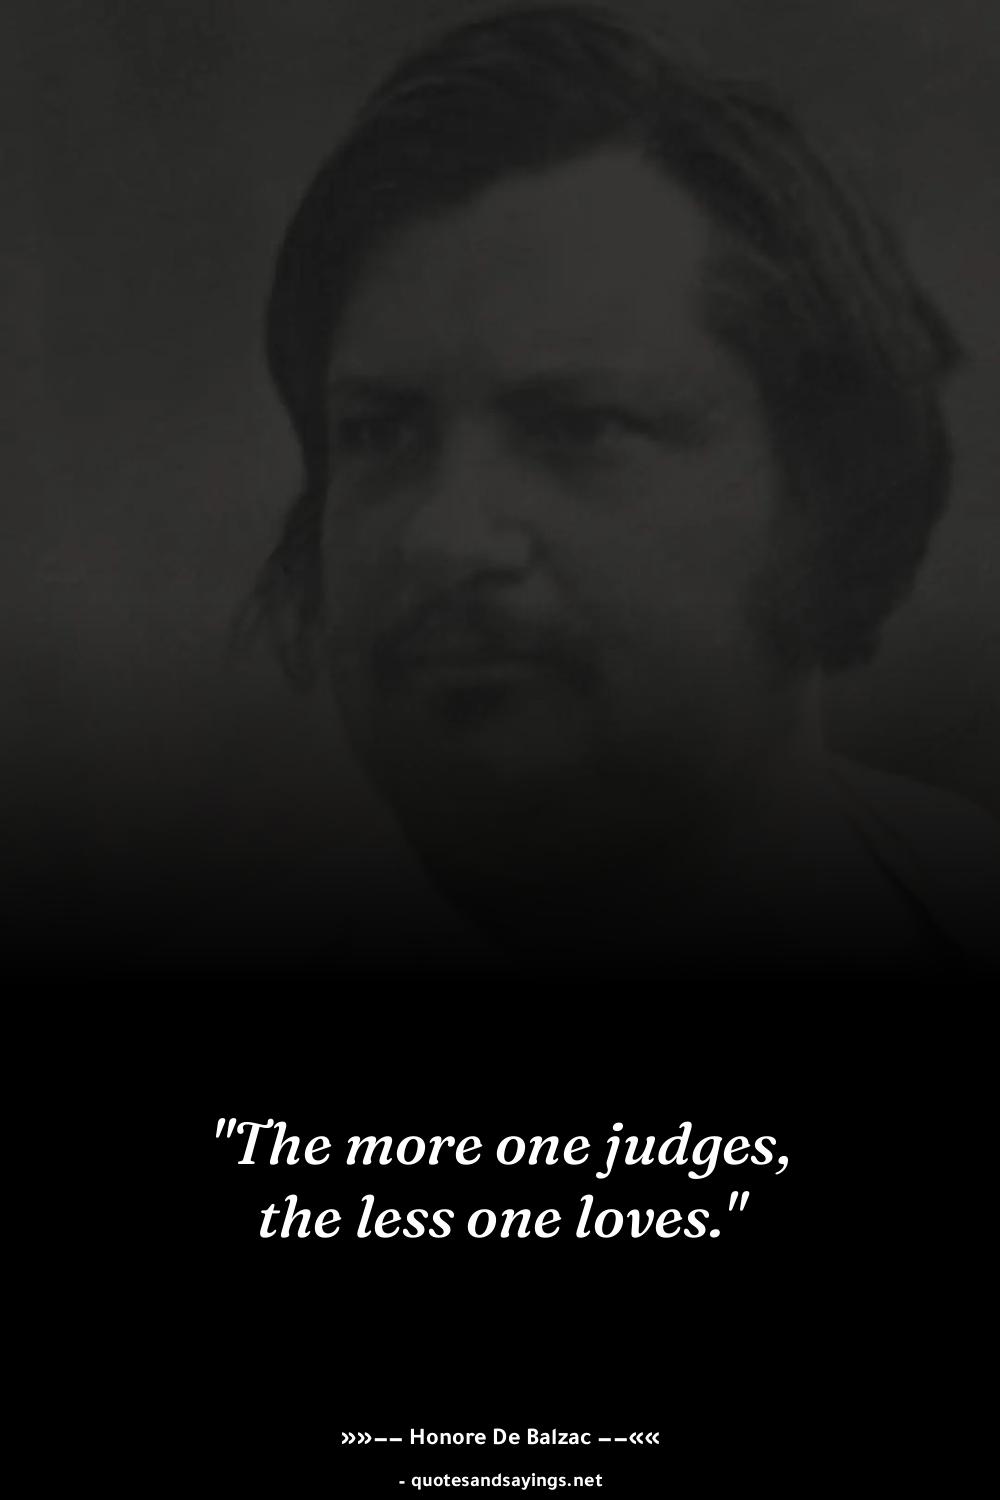 "The more one judges,
the less one loves."
»»−− Honore De Balzac −−««
- quotesandsayings.net